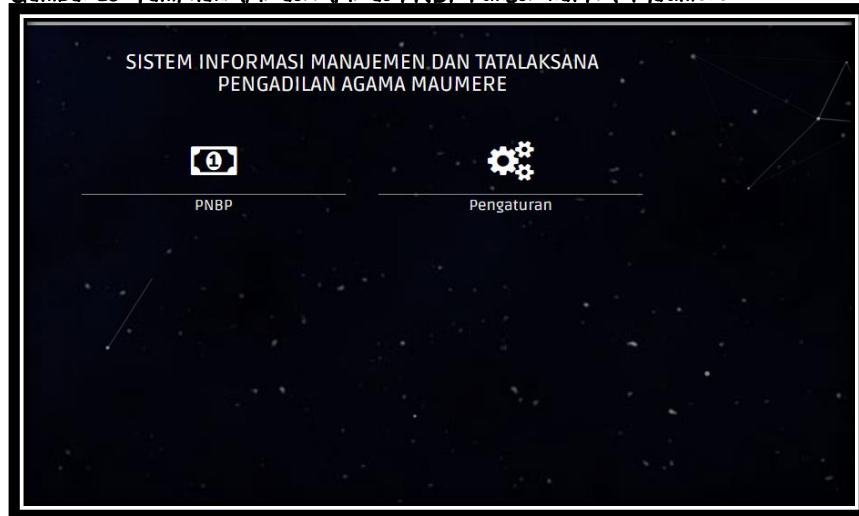 SISTEM INFORMASI MANAJEMEN DAN TATALAKSANA
PENGADILAN AGAMA MAUMERE
PNBP
Pengaturan